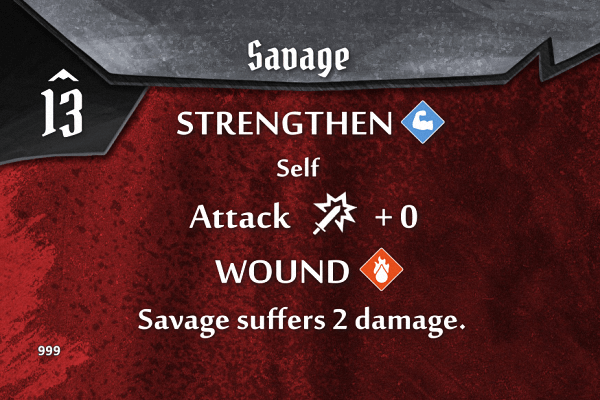 Savage
13
STRENGTHEN
Self
Attack + 0
WOUND
Savage suffers 2 damage.
999